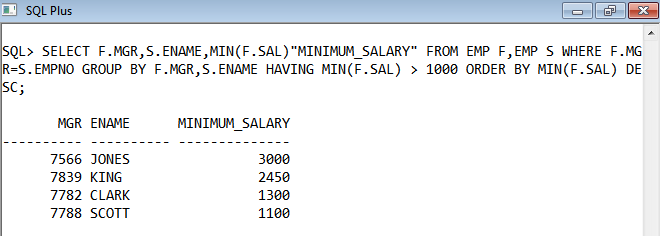 SQL Plus
SQL> SELECT F.MGR,S.ENAME,MIN(F.SAL)"MINIMUM_SALARY" FROM EMP F,EMP S WHERE F.MG
R=S.EMPNO GROUP BY F.MGR,S.ENAME HAVING MIN(F.SAL) > 1000 ORDER BY MIN(F.SAL) DE
SC;
MGR ENAME MINIMUM_SALARY
---------- ---------- --------------
7566 JONES 3000
7839 KING 2450
7782 CLARK 1300
7788 SCOTT 1100